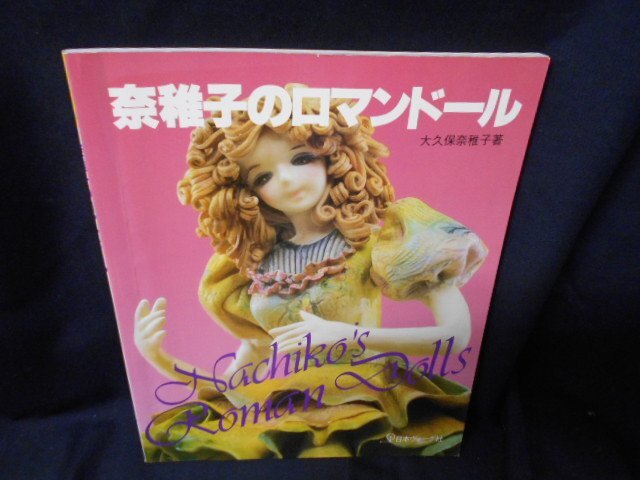 奈稚子のロマンドール
大久保奈稚子著
Nachiko's
Roman Dolls
日本ヴォーグ社